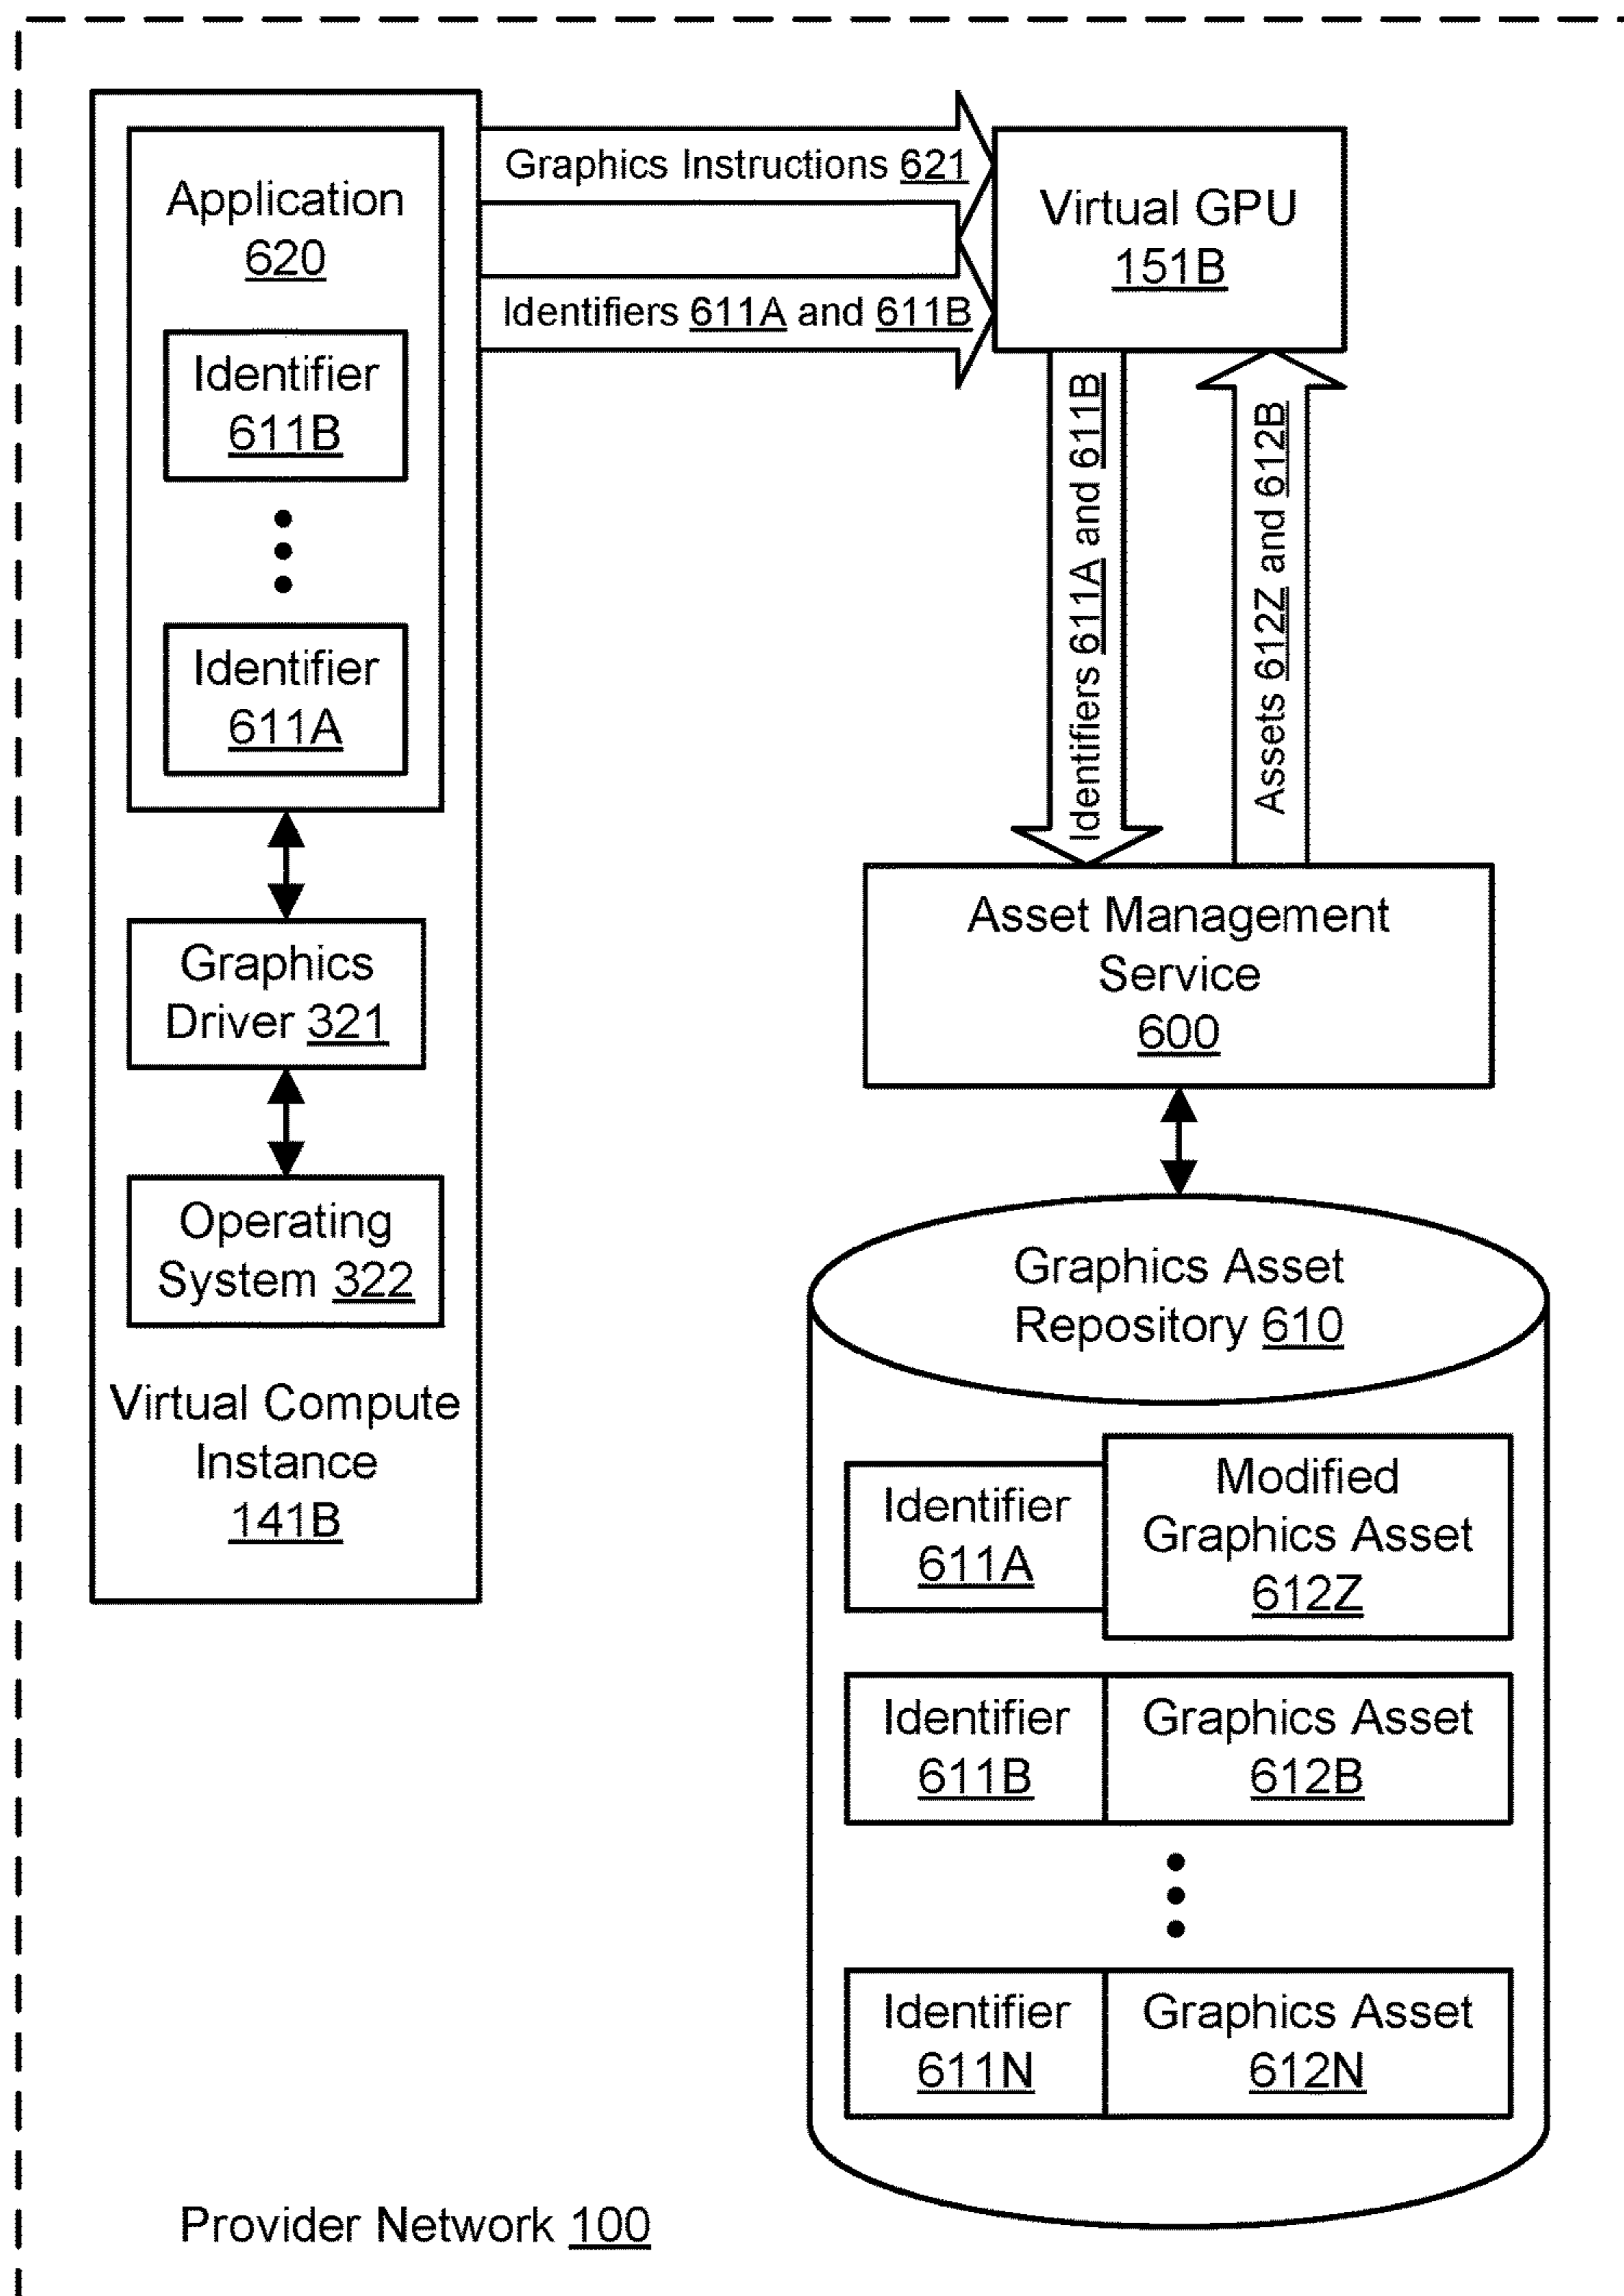 Application
620
Identifier
611B
Identifier
611A
Graphics
Driver 321
Operating
System 322
Virtual Compute
Instance
141B
Graphics Instructions 621
Identifiers 611A and 611B
Virtual GPU
151B
Identifiers 611A and 611B
Assets 612Z and 612B
Asset Management
Service
600
Graphics Asset
Repository 610
Identifier
611A
Modified
Graphics Asset
612Z
Identifier
611B
Graphics Asset
612B
Identifier
611N
Graphics Asset
612N
Provider Network 100